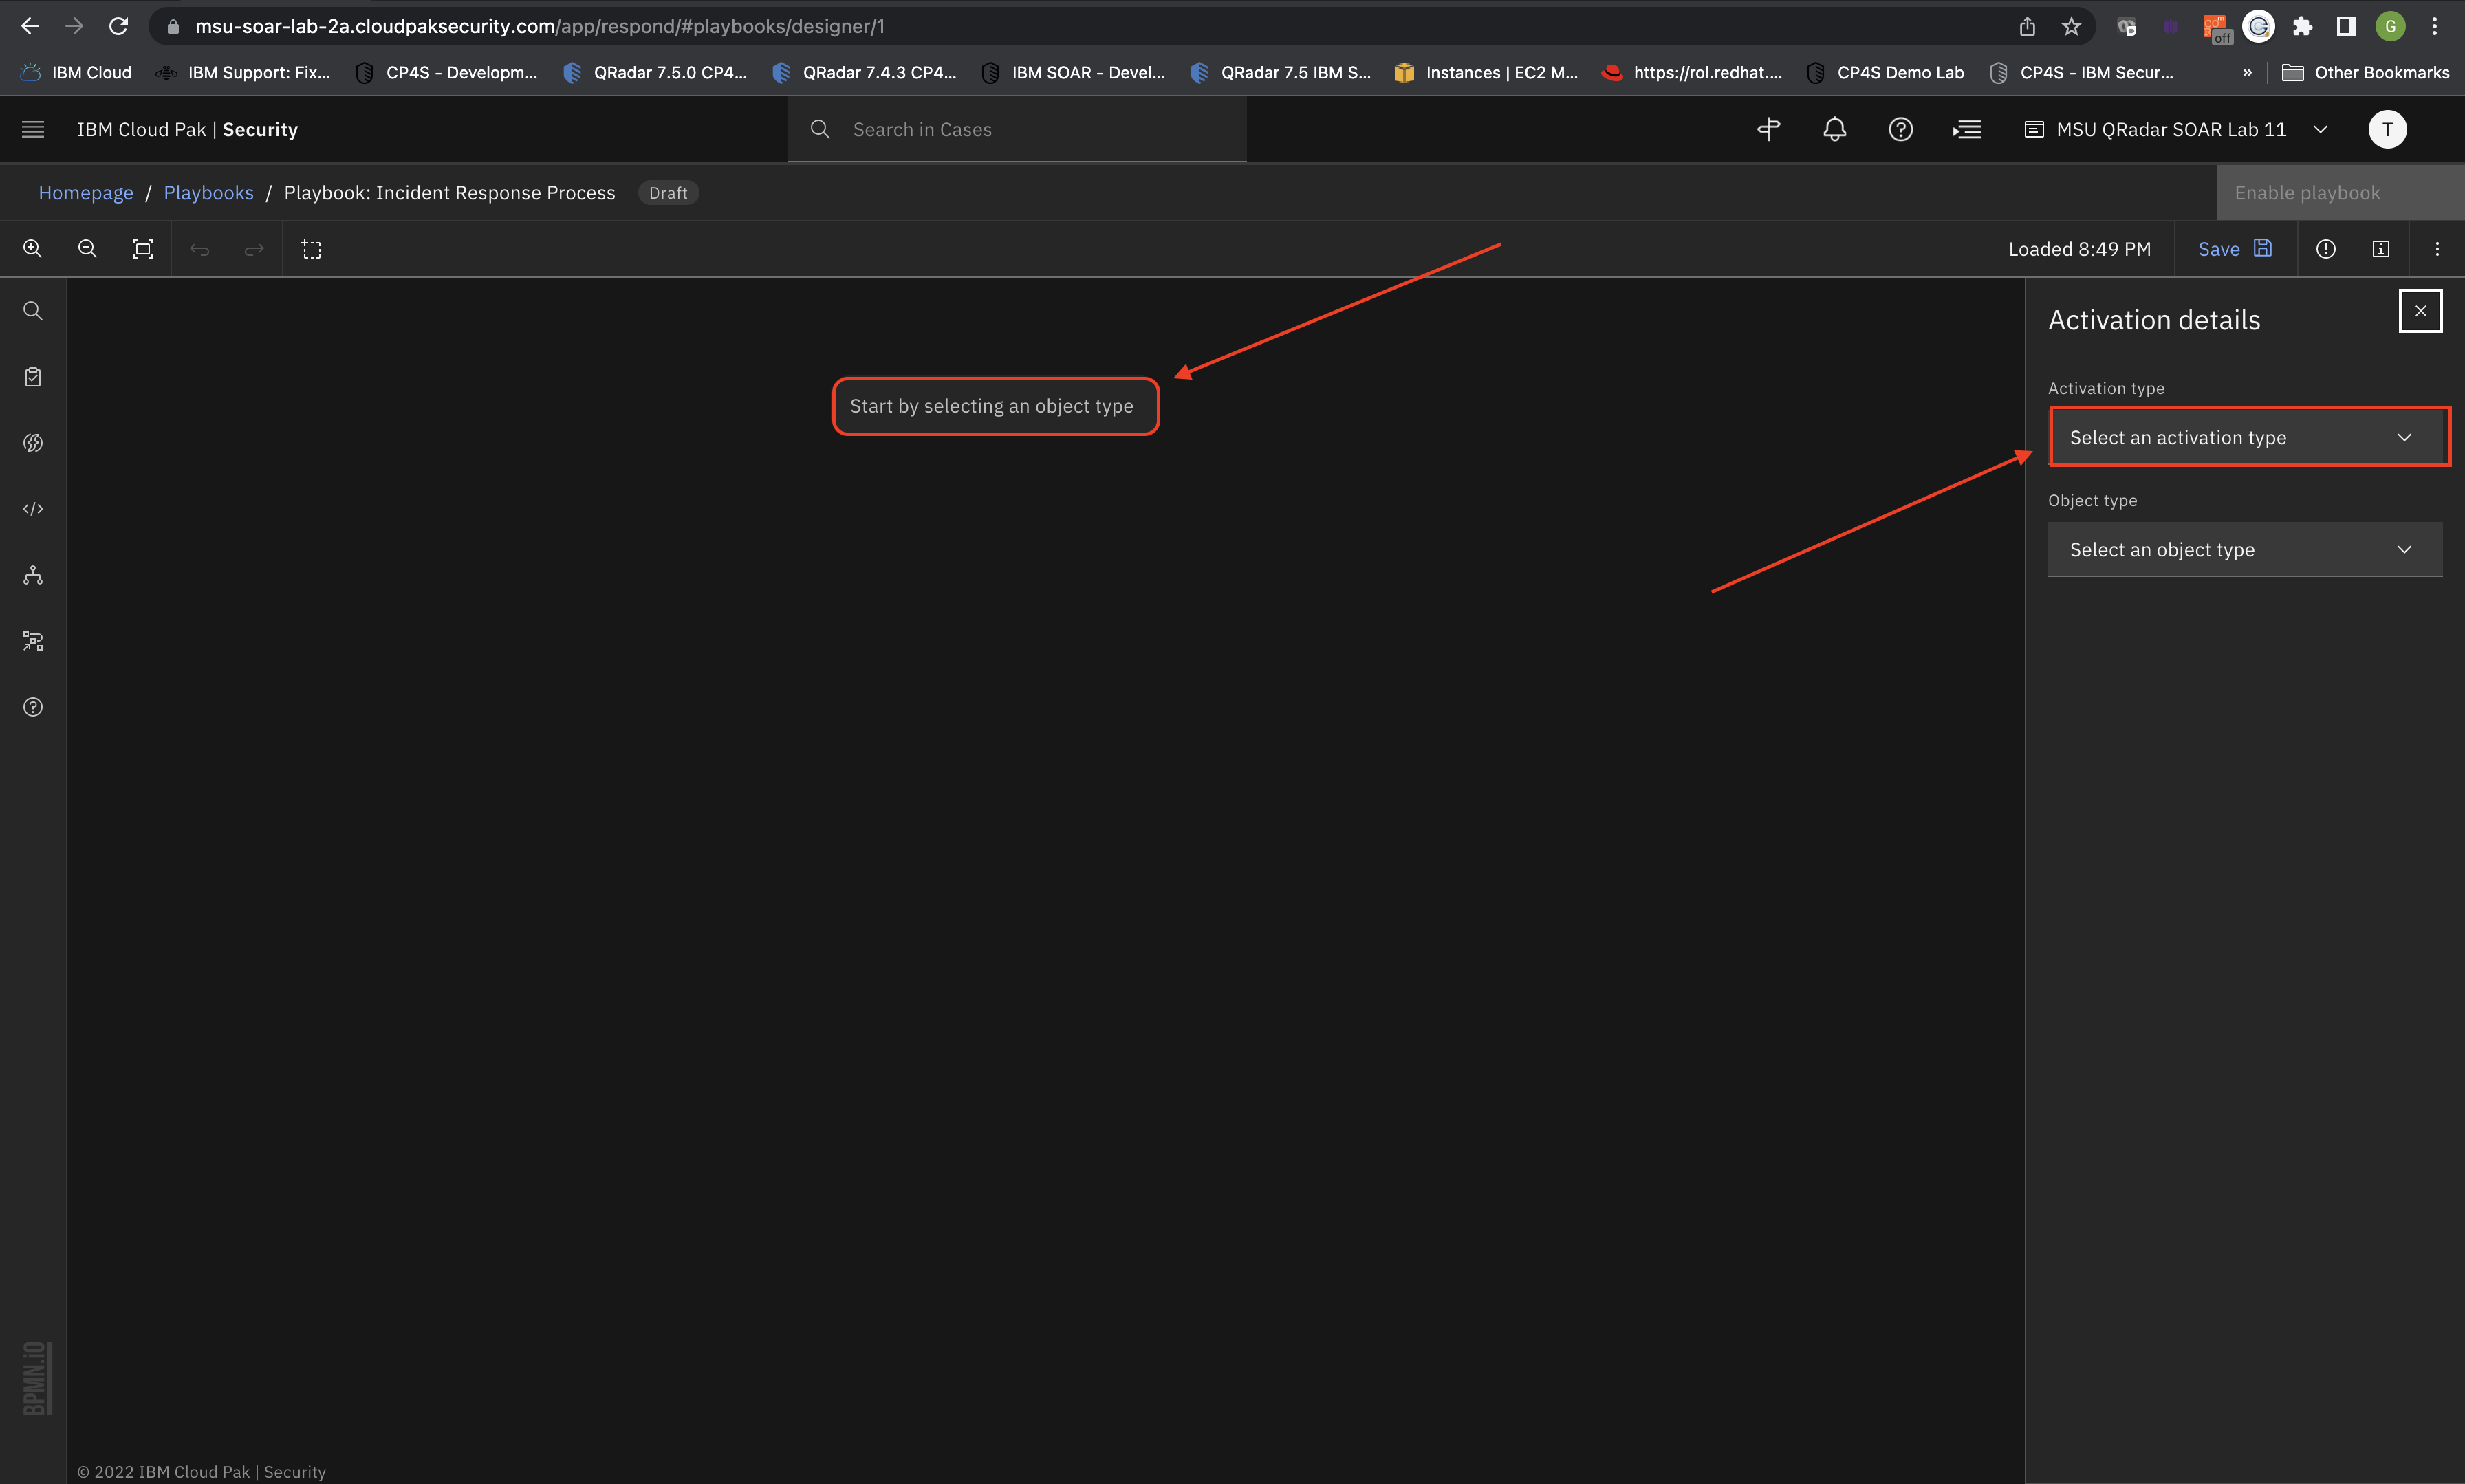 msu-soar-lab-2a.cloudpaksecurity.com/app/respond/#playbooks/designer/1
off
G
IBM Cloud
IBM Support: Fix...
CP4S - Developm...
QRadar 7.5.0 CP4...
QRadar 7.4.3 CP4...
IBM SOAR - Devel...
QRadar 7.5 IBM S...
Instances | EC2 M...
https://rol.redhat....
CP4S Demo Lab
CP4S - IBM Secur...
»
Other Bookmarks
IBM Cloud Pak | Security
Search in Cases
MSU QRadar SOAR Lab 11
T
Homepage / Playbooks / Playbook: Incident Response Process
Draft
Enable playbook
Loaded 8:49 PM
Save
Activation details
Activation type
Select an activation type
Object type
Select an object type
Start by selecting an object type
BPMN.iO
© 2022 IBM Cloud Pak | Security